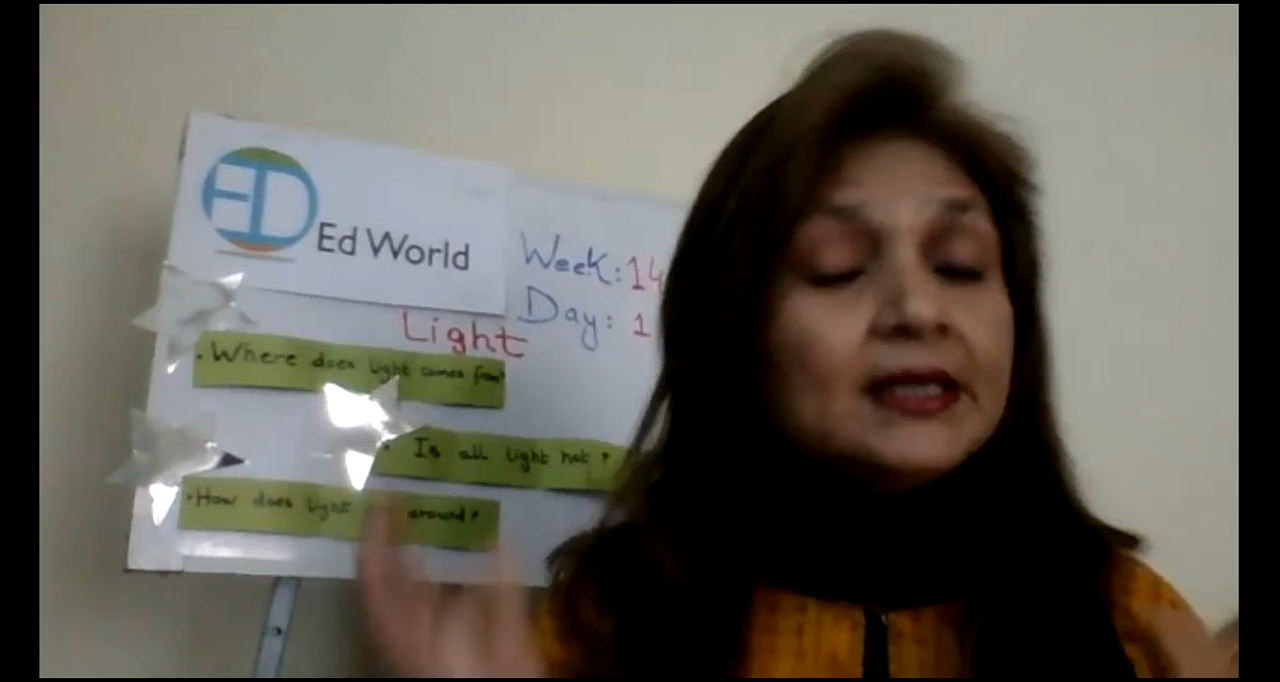 ED
Ed World
Week: 14
Day: 1
Light
• Where does light comes from?
• Is all light hot?
• How does light around?